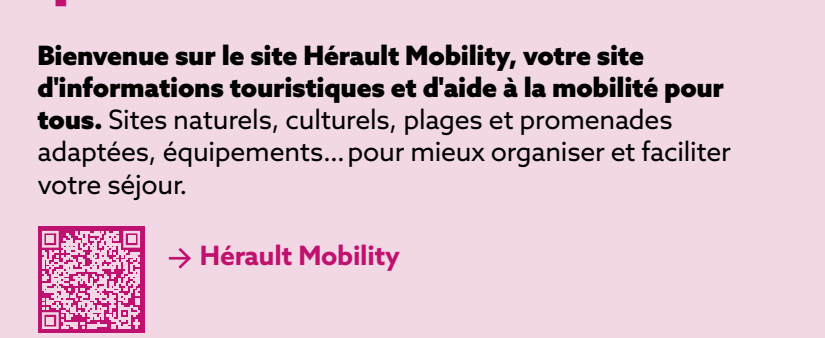 Bienvenue sur le site Hérault Mobility, votre site
d'informations touristiques et d'aide à la mobilité pour
tous. Sites naturels, culturels, plages et promenades
adaptées, équipements... pour mieux organiser et faciliter
votre séjour.
→ Hérault Mobility